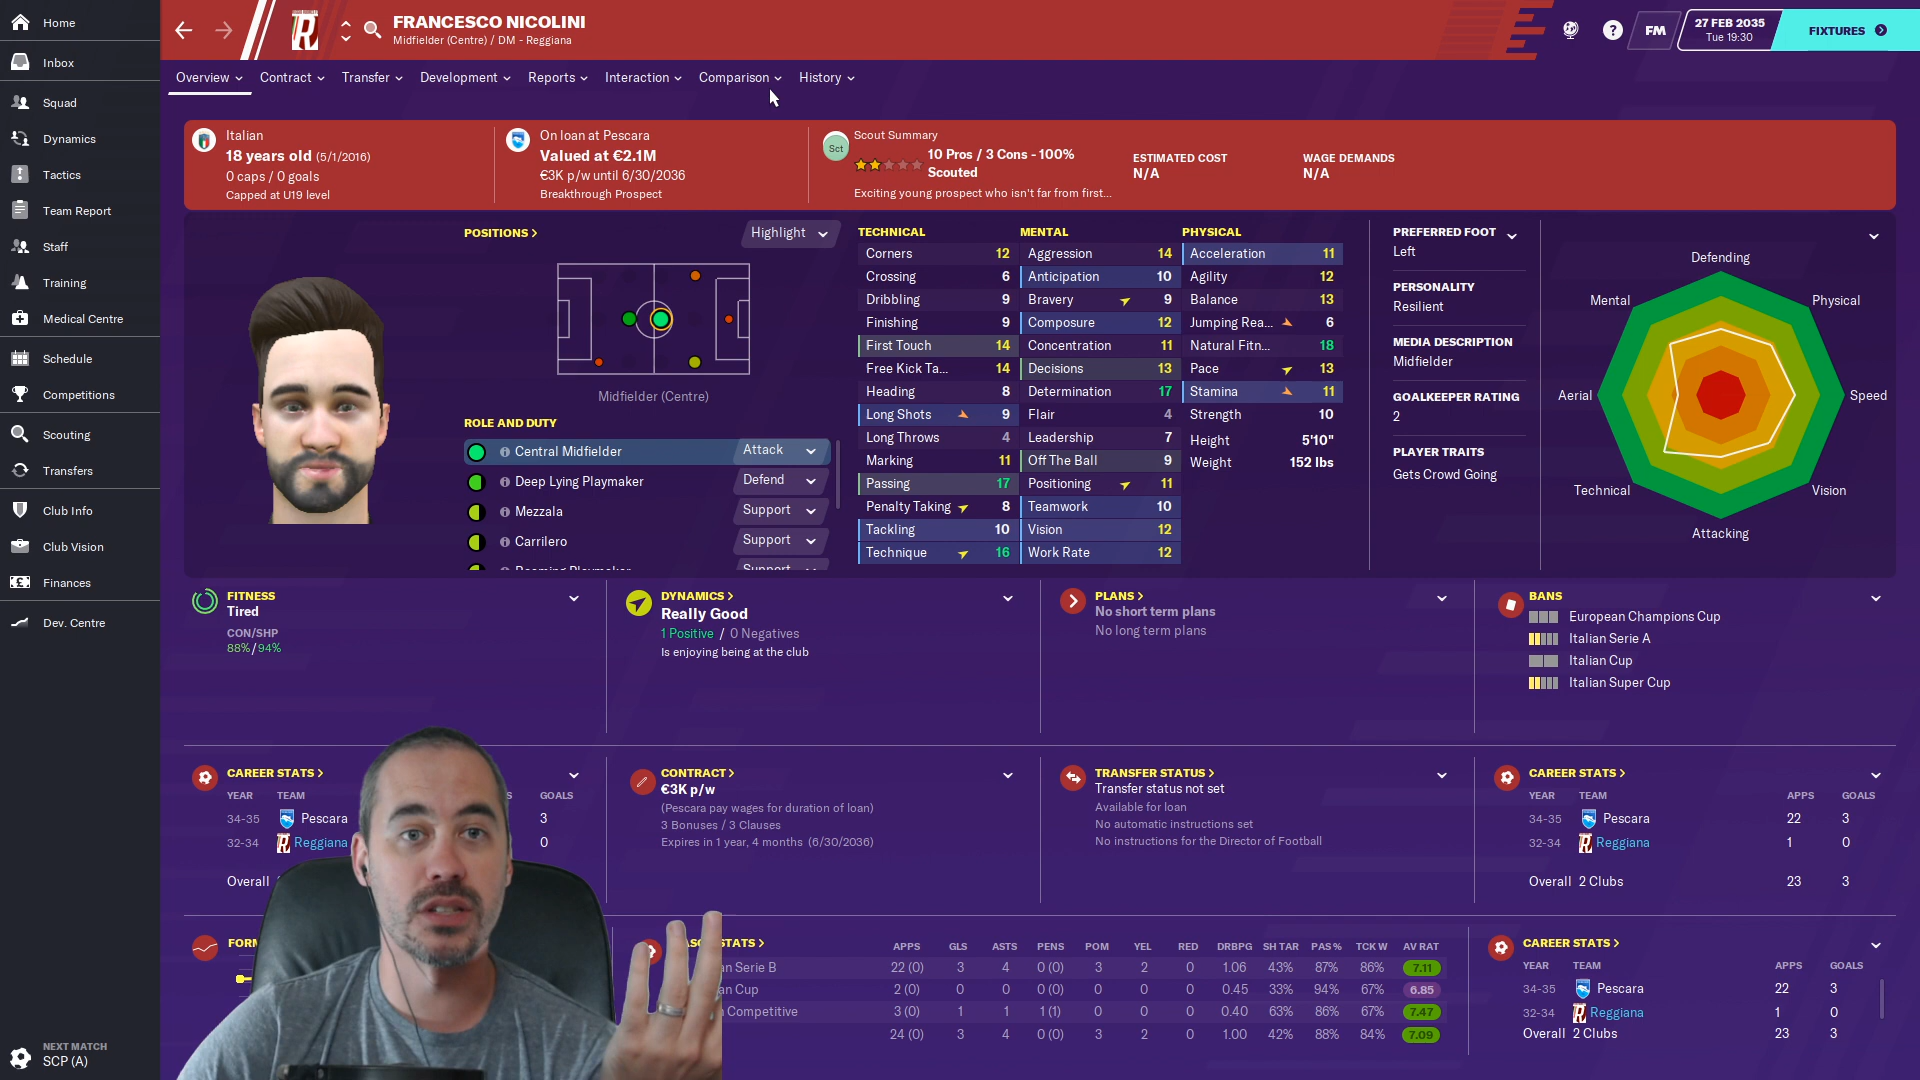 Home
Inbox
Squad
Dynamics
Tactics
Team Report
Staff
Training
Medical Centre
Schedule
Competitions
Scouting
Transfers
Club Info
Club Vision
Finances
Dev. Centre
NEXT MATCH
SCP (A)
FRANCESCO NICOLINI
Midfielder (Centre) / DM - Reggiana
FM
27 FEB 2035
Tue 19:30
FIXTURES
Overview Contract Transfer Development Reports Interaction Comparison History
Italian
18 years old (5/1/2016)
0 caps / 0 goals
Capped at U19 level
On loan at Pescara
Valued at €2.1M
€3K p/w until 6/30/2036
Breakthrough Prospect
Sct
Scout Summary
10 Pros / 3 Cons - 100%
Scouted
Exciting young prospect who isn't far from first...
ESTIMATED COST
N/A
WAGE DEMANDS
N/A
POSITIONS >
Highlight
Midfielder (Centre)
ROLE AND DUTY
Central Midfielder Attack
Deep Lying Playmaker Defend
Mezzala Support
Carrilero Support
Roaming Playmaker Support
TECHNICAL
Corners 12
Crossing 6
Dribbling 9
Finishing 9
First Touch 14
Free Kick Ta... 14
Heading 8
Long Shots 9
Long Throws 4
Marking 11
Passing 17
Penalty Taking 8
Tackling 10
Technique 16
MENTAL
Aggression 14
Anticipation 10
Bravery 9
Composure 12
Concentration 11
Decisions 13
Determination 17
Flair 4
Leadership 7
Off The Ball 9
Positioning 11
Teamwork 10
Vision 12
Work Rate 12
PHYSICAL
Acceleration 11
Agility 12
Balance 13
Jumping Rea... 6
Natural Fitn... 18
Pace 13
Stamina 11
Strength 10
Height 5'10"
Weight 152 lbs
PREFERRED FOOT
Left
PERSONALITY
Resilient
MEDIA DESCRIPTION
Midfielder
GOALKEEPER RATING
2
PLAYER TRAITS
Gets Crowd Going
Defending
Mental Physical
Aerial Speed
Technical Vision
Attacking
FITNESS
Tired
CON/SHP
88%/94%
DYNAMICS >
Really Good
1 Positive / 0 Negatives
Is enjoying being at the club
PLANS >
No short term plans
No long term plans
BANS
European Champions Cup
Italian Serie A
Italian Cup
Italian Super Cup
CAREER STATS >
YEAR TEAM S GOALS
34-35 Pescara 3
32-34 Reggiana 0
Overall
CONTRACT >
€3K p/w
(Pescara pay wages for duration of loan)
3 Bonuses / 3 Clauses
Expires in 1 year, 4 months (6/30/2036)
TRANSFER STATUS >
Transfer status not set
Available for loan
No automatic instructions set
No instructions for the Director of Football
CAREER STATS >
YEAR TEAM APPS GOALS
34-35 Pescara 22 3
32-34 Reggiana 1 0
Overall 2 Clubs 23 3
FORM
STATS > APPS GLS ASTS PENS POM YEL RED DRBPG SH TAR PAS % TCK W AV RAT
an Serie B 22 (0) 3 4 0 (0) 3 2 0 1.06 43% 87% 86% 7.11
an Cup 2 (0) 0 0 0 (0) 0 0 0 0.45 33% 94% 67% 6.85
Competitive 3 (0) 1 1 1 (1) 0 0 0 0.40 63% 86% 67% 7.47
24 (0) 3 4 0 (0) 3 2 0 1.00 42% 88% 84% 7.09
CAREER STATS >
YEAR TEAM APPS GOALS
34-35 Pescara 22 3
32-34 Reggiana 1 0
Overall 2 Clubs 23 3